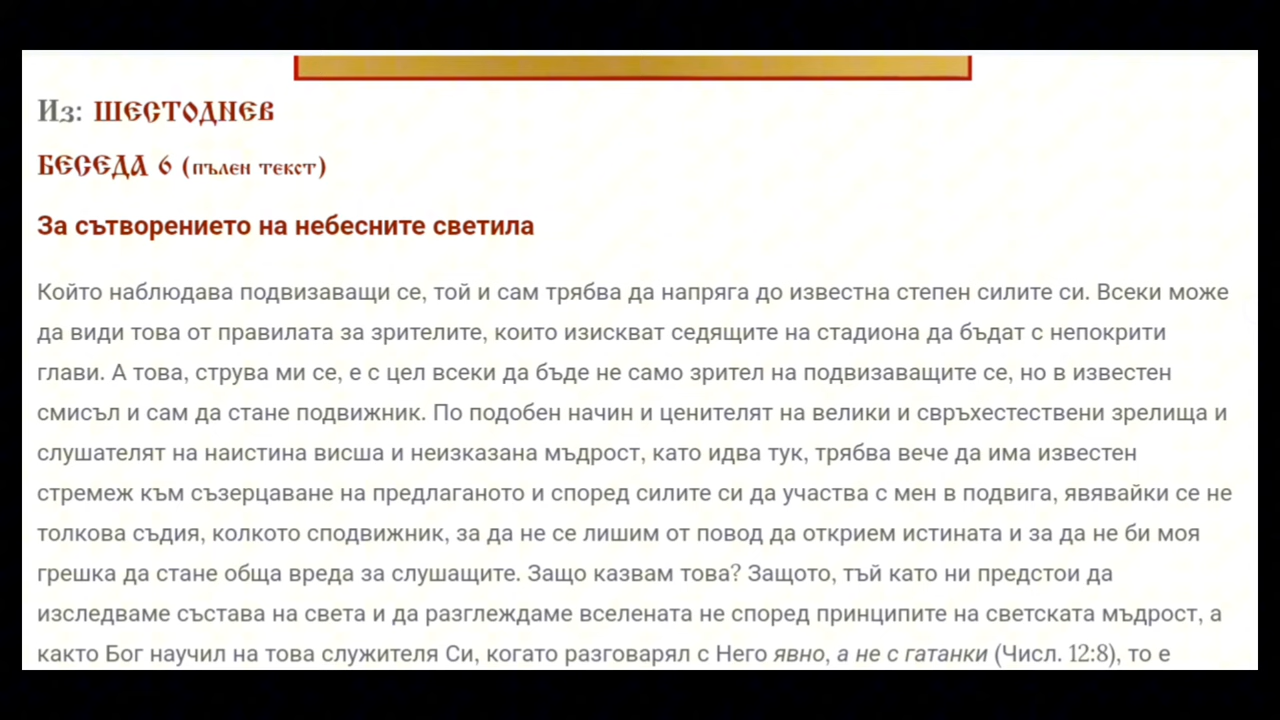 Из: ШЕСТОДНЕВ
БЕСЕДА 6 (пълен текст)
За сътворението на небесните светила
Който наблюдава подвизаващи се, той и сам трябва да напряга до известна степен силите си. Всеки може
да види това от правилата за зрителите, които изискват седящите на стадиона да бъдат с непокрити
глави. А това, струва ми се, е с цел всеки да бъде не само зрител на подвизаващите се, но в известен
смисъл и сам да стане подвижник. По подобен начин и ценителят на велики и свръхестествени зрелища и
слушателят на наистина висша и неизказана мъдрост, като идва тук, трябва вече да има известен
стремеж към съзерцаване на предлаганото и според силите си да участва с мен в подвига, явявайки се не
толкова съдия, колкото сподвижник, за да не се лишим от повод да открием истината и за да не би моя
грешка да стане обща вреда за слушащите. Защо казвам това? Защото, тъй като ни предстои да
изследваме състава на света и да разглеждаме вселената не според принципите на светската мъдрост, а
както Бог научил на това служителя Си, когато разговарял с Него явно, а не с гатанки (Числ. 12:8), то е